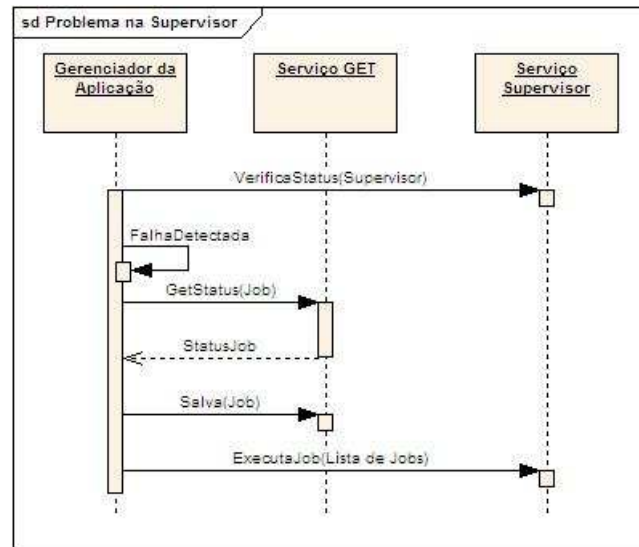 sd Problema na Supervisor
Gerenciador da
Aplicação
Serviço GET
Serviço
Supervisor
VerificaStatus(Supervisor)
FalhaDetectada
GetStatus(Job)
StatusJob
Salva(Job)
ExecutaJob(Lista de Jobs)